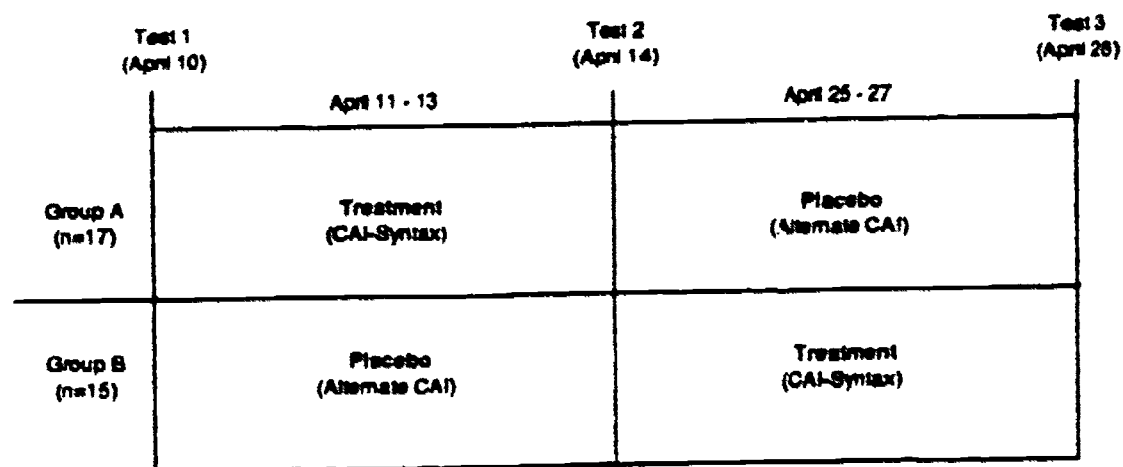 Test 1
(April 10)
Test 2
(April 14)
Test 3
(April 28)
April 11 - 13
April 25 - 27
Group A
(n=17)
Treatment
(CAI-Syntax)
Placebo
(Alternate CAI)
Group B
(n=15)
Placebo
(Alternate CAI)
Treatment
(CAI-Syntax)